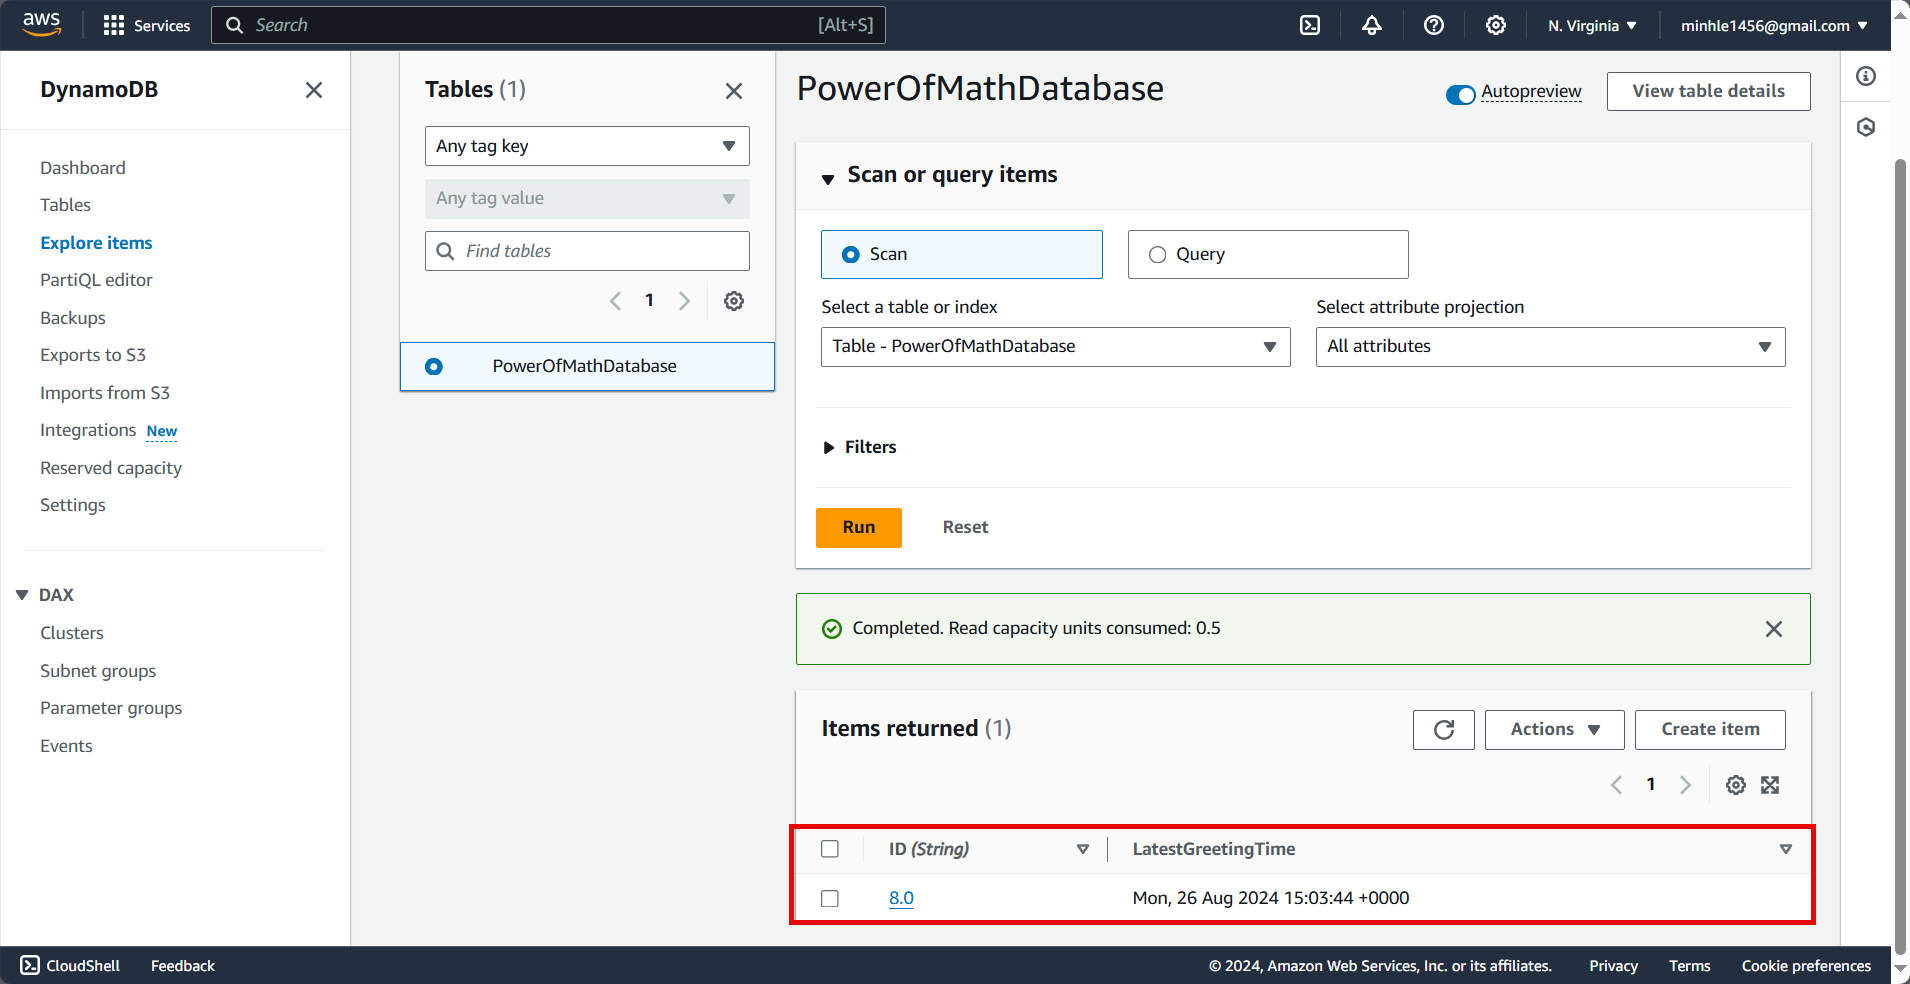 aws
Services
Search
[Alt+S]
N. Virginia
minhle1456@gmail.com
DynamoDB
Dashboard
Tables
Explore items
PartiQL editor
Backups
Exports to S3
Imports from S3
Integrations New
Reserved capacity
Settings
DAX
Clusters
Subnet groups
Parameter groups
Events
Tables (1)
Any tag key
Any tag value
Find tables
1
PowerOfMathDatabase
PowerOfMathDatabase
Autopreview
View table details
Scan or query items
Scan
Query
Select a table or index
Select attribute projection
Table - PowerOfMathDatabase
All attributes
Filters
Run
Reset
Completed. Read capacity units consumed: 0.5
Items returned (1)
Actions
Create item
1
ID (String)
LatestGreetingTime
8.0
Mon, 26 Aug 2024 15:03:44 +0000
CloudShell
Feedback
© 2024, Amazon Web Services, Inc. or its affiliates.
Privacy
Terms
Cookie preferences